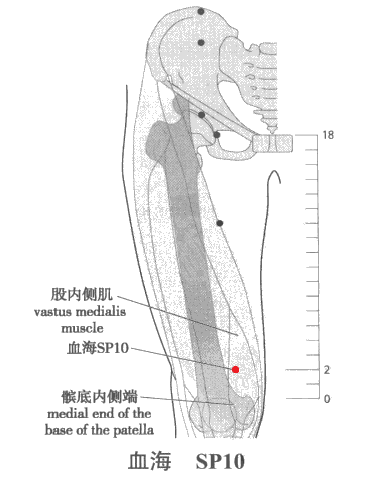 18
股内侧肌
vastus medialis
muscle
血海SP10
2
髌底内侧端
0
medial end of the
base of the patella
血海 SP10